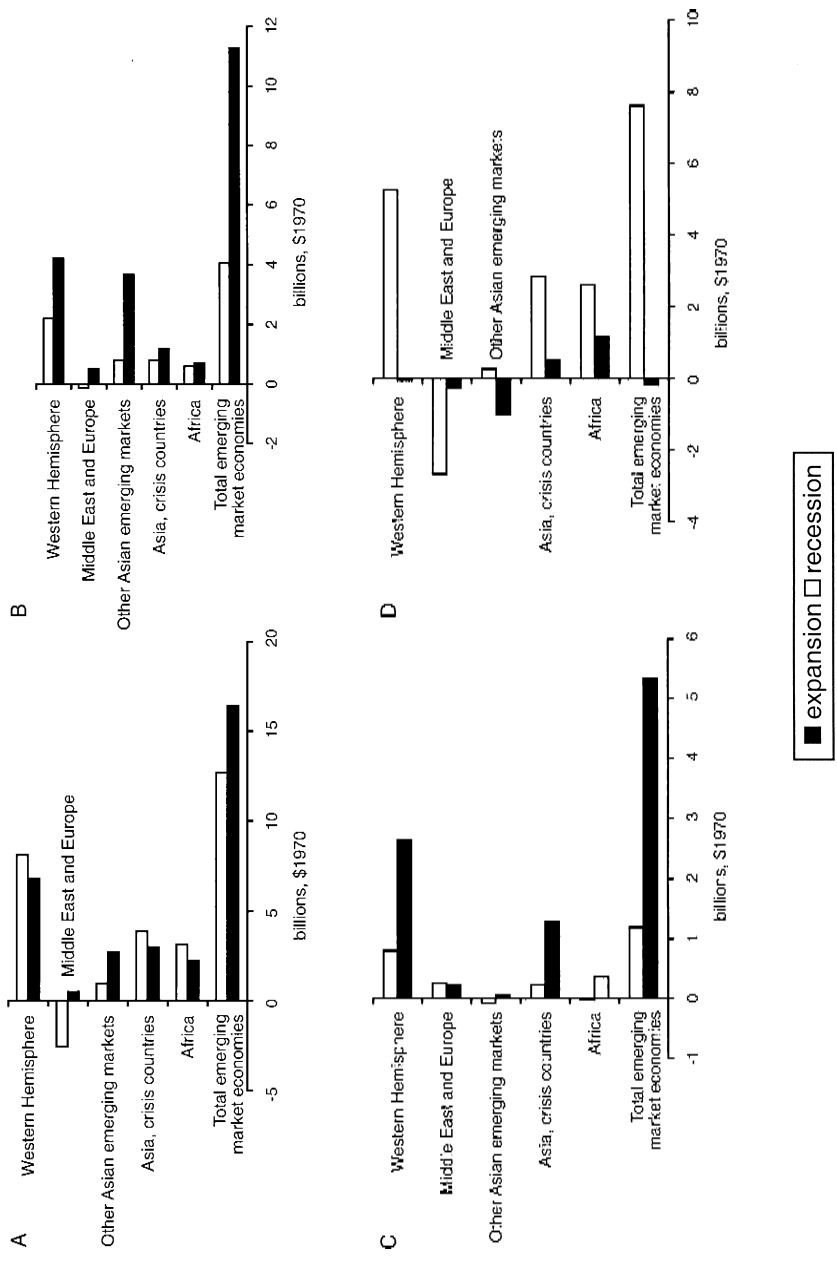 A
Western Hemisphere
Middle East and Europe
Other Asian emerging markets
Asia, crisis countries
Africa
Total emerging
market economies
-5 0 5 10 15 20
billions, $1970
B
Western Hemisphere
Middle East and Europe
Other Asian emerging markets
Asia, crisis countries
Africa
Total emerging
market economies
-2 0 2 4 6 8 10 12
billions, $1970
C
Western Hemisphere
Middle East and Europe
Other Asian emerging markets
Asia, crisis countries
Africa
Total emerging
market economies
-1 0 1 2 3 4 5 6
billions, $1970
D
Western Hemisphere
Middle East and Europe
Other Asian emerging markets
Asia, crisis countries
Africa
Total emerging
market economies
-4 -2 0 2 4 6 8 10
billions, $1970
expansion recession